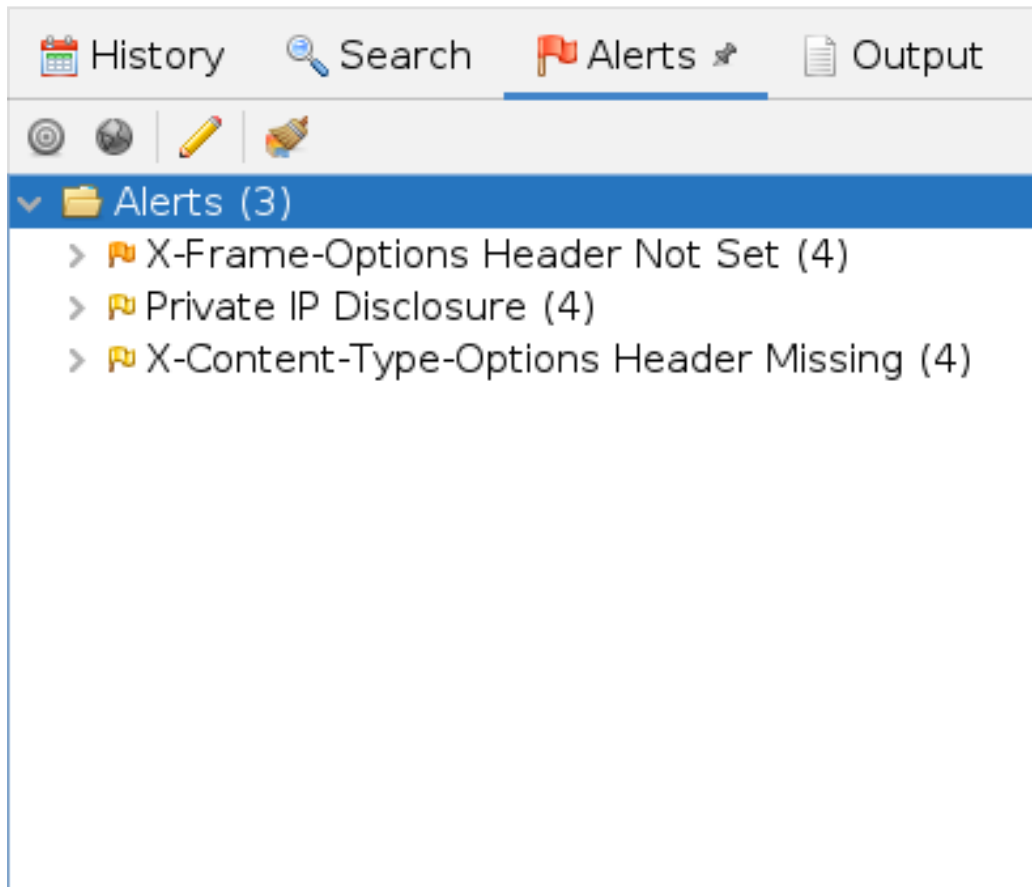 History Search Alerts Output
Alerts (3)
X-Frame-Options Header Not Set (4)
Private IP Disclosure (4)
X-Content-Type-Options Header Missing (4)